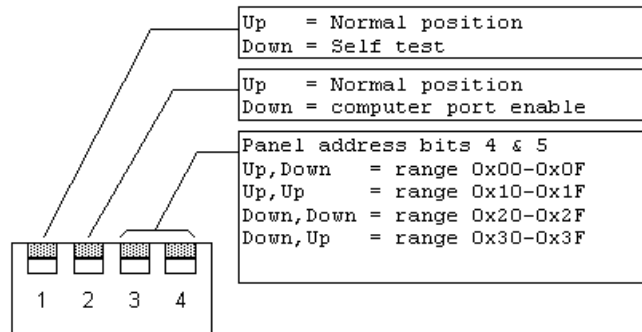 Up   = Normal position
Down = Self test
Up   = Normal position
Down = computer port enable
Panel address bits 4 & 5
Up,Down   = range 0x00-0x0F
Up,Up     = range 0x10-0x1F
Down,Down = range 0x20-0x2F
Down,Up   = range 0x30-0x3F
1 2 3 4